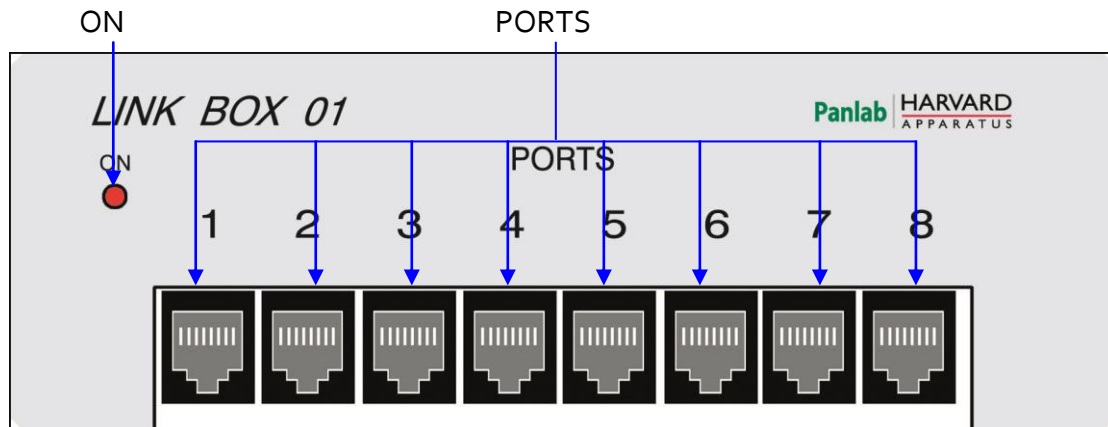 ON PORTS
LINK BOX 01
Panlab HARVARD APPARATUS
ON
PORTS
1 2 3 4 5 6 7 8